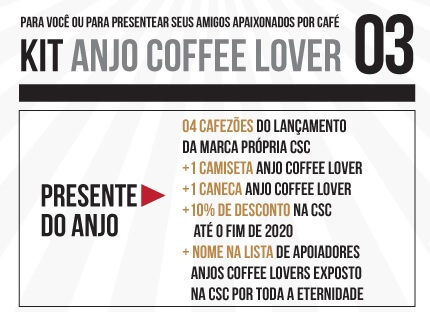 PARA VOCÊ OU PARA PRESENTEAR SEUS AMIGOS APAIXONADOS POR CAFÉ
KIT ANJO COFFEE LOVER 03
PRESENTE
DO ANJO
04 CAFEZÕES DO LANÇAMENTO
DA MARCA PRÓPRIA CSC
+1 CAMISETA ANJO COFFEE LOVER
+1 CANECA ANJO COFFEE LOVER
+10% DE DESCONTO NA CSC
ATÉ O FIM DE 2020
+ NOME NA LISTA DE APOIADORES
ANJOS COFFEE LOVERS EXPOSTO
NA CSC POR TODA A ETERNIDADE